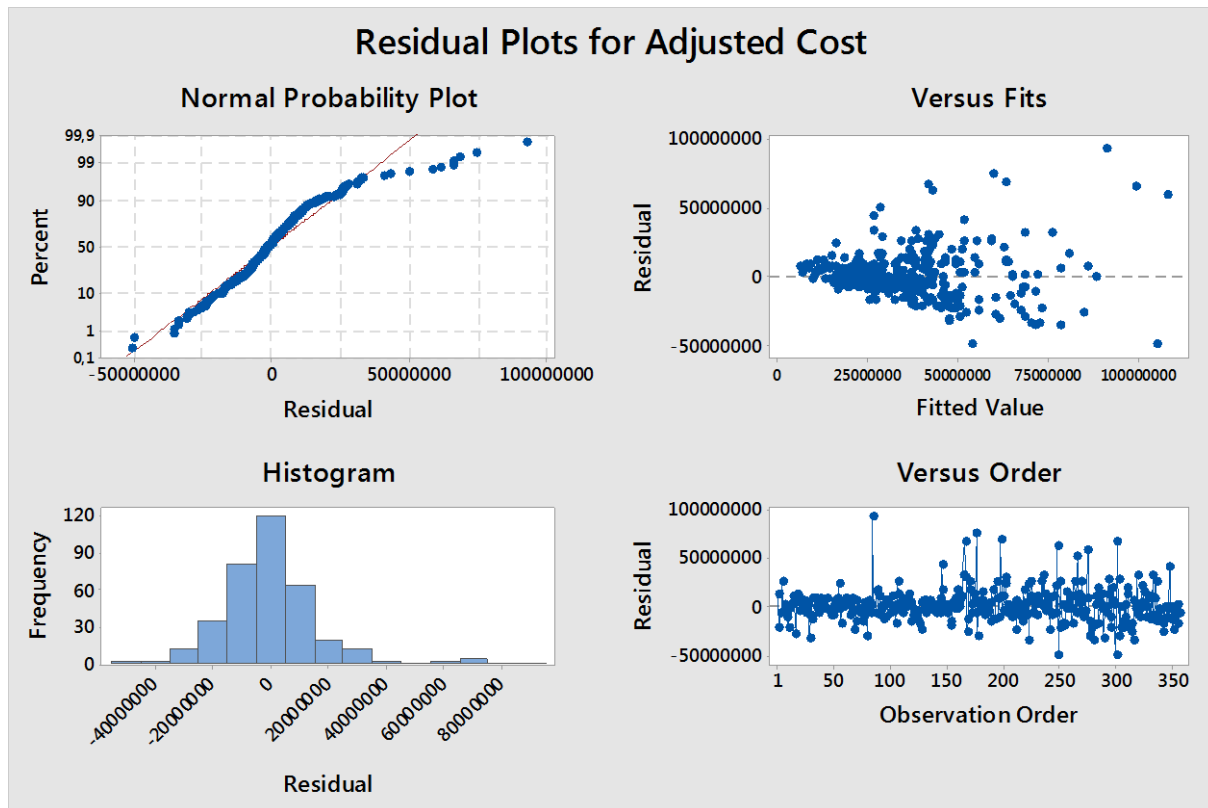 Residual Plots for Adjusted Cost
Normal Probability Plot
99,9
99
90
50
10
1
0,1
Percent
-50000000 0 50000000 100000000
Residual
Versus Fits
100000000
50000000
0
-50000000
Residual
0 25000000 50000000 75000000 100000000
Fitted Value
Histogram
120
90
60
30
0
Frequency
-40000000 -20000000 0 20000000 40000000 60000000 80000000
Residual
Versus Order
100000000
50000000
0
-50000000
Residual
1 50 100 150 200 250 300 350
Observation Order